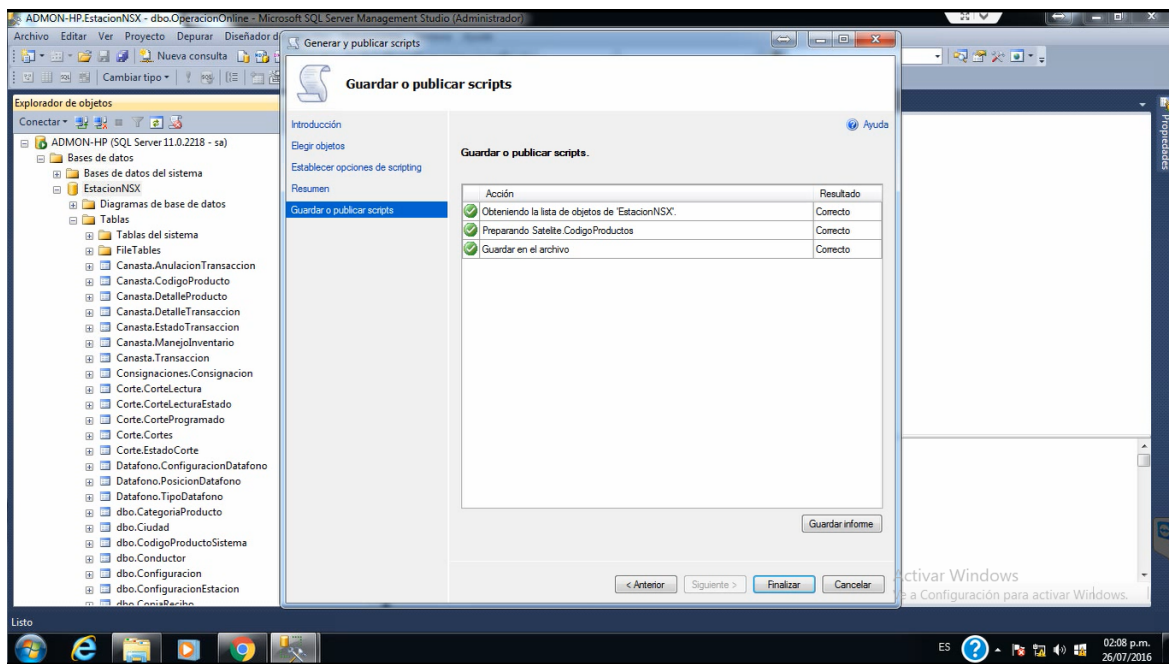 ADMON-HP.EstacionNSX - dbo.OperacionOnline - Microsoft SQL Server Management Studio (Administrador)
Archivo Editar Ver Proyecto Depurar Diseñador d
Nueva consulta
Cambiar tipo
Explorador de objetos
Conectar
ADMON-HP (SQL Server 11.0.2218 - sa)
Bases de datos
Bases de datos del sistema
EstacionNSX
Diagramas de base de datos
Tablas
Tablas del sistema
FileTables
Canasta.AnulacionTransaccion
Canasta.CodigoProducto
Canasta.DetalleProducto
Canasta.DetalleTransaccion
Canasta.EstadoTransaccion
Canasta.ManejoInventario
Canasta.Transaccion
Consignaciones.Consignacion
Corte.CorteLectura
Corte.CorteLecturaEstado
Corte.CorteProgramado
Corte.Cortes
Corte.EstadoCorte
Datafono.ConfiguracionDatafono
Datafono.PosicionDatafono
Datafono.TipoDatafono
dbo.CategoriaProducto
dbo.Ciudad
dbo.CodigoProductoSistema
dbo.Conductor
dbo.Configuracion
dbo.ConfiguracionEstacion
dbo.CopiaRecibo
Generar y publicar scripts
Guardar o publicar scripts
Introducción
Elegir objetos
Establecer opciones de scripting
Resumen
Guardar o publicar scripts
Ayuda
Guardar o publicar scripts.
Acción Resultado
Obteniendo la lista de objetos de 'EstacionNSX'. Correcto
Preparando Satelite.CodigoProductos Correcto
Guardar en el archivo Correcto
Guardar informe
< Anterior Siguiente > Finalizar Cancelar
Propiedades
Activar Windows
Ve a Configuración para activar Windows.
Listo
ES
02:08 p.m.
26/07/2016